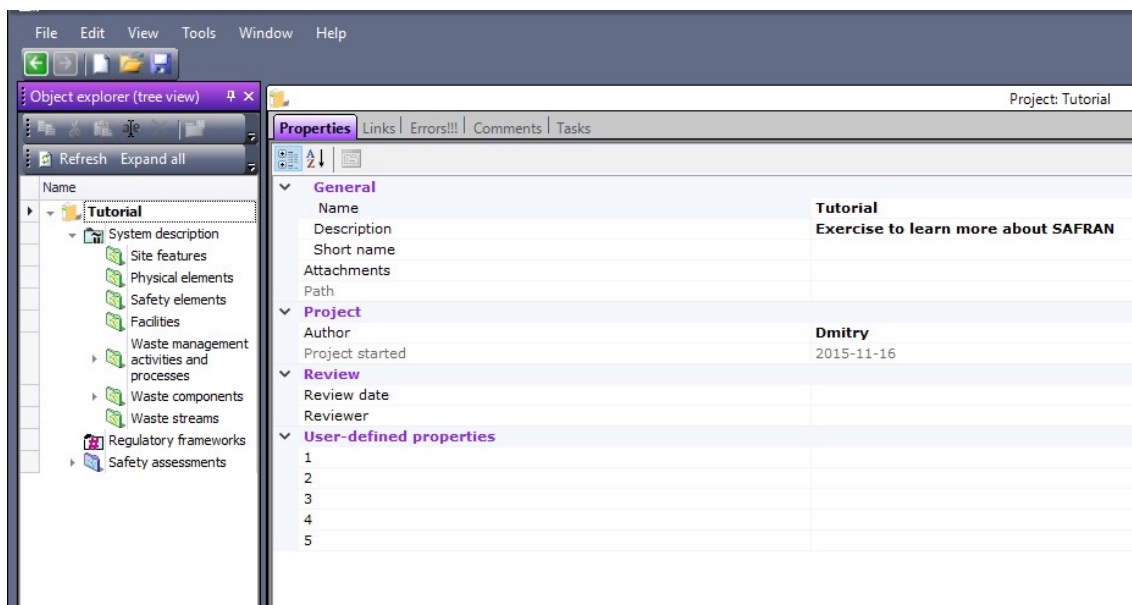 File Edit View Tools Window Help
Object explorer (tree view)
Project: Tutorial
Properties Links Errors!!! Comments Tasks
Refresh Expand all
Name
Tutorial
System description
Site features
Physical elements
Safety elements
Facilities
Waste management
activities and
processes
Waste components
Waste streams
Regulatory frameworks
Safety assessments
General
Name Tutorial
Description Exercise to learn more about SAFRAN
Short name
Attachments
Path
Project
Author Dmitry
Project started 2015-11-16
Review
Review date
Reviewer
User-defined properties
1
2
3
4
5